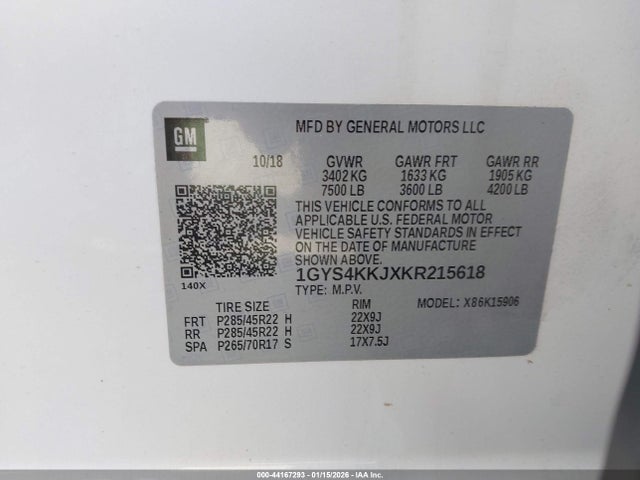 GM
MFD BY GENERAL MOTORS LLC
10/18 GVWR GAWR FRT GAWR RR
3402 KG 1633 KG 1905 KG
7500 LB 3600 LB 4200 LB
THIS VEHICLE CONFORMS TO ALL
APPLICABLE U.S. FEDERAL MOTOR
VEHICLE SAFETY STANDARDS IN EFFECT
ON THE DATE OF MANUFACTURE
SHOWN ABOVE.
1GYS4KKJXKR215618
140X
TYPE: M.P.V. MODEL: X86K15906
TIRE SIZE RIM
FRT P285/45R22 H 22X9J
RR P285/45R22 H 22X9J
SPA P265/70R17 S 17X7.5J
000-44167293 - 01/15/2026 - IAA Inc.